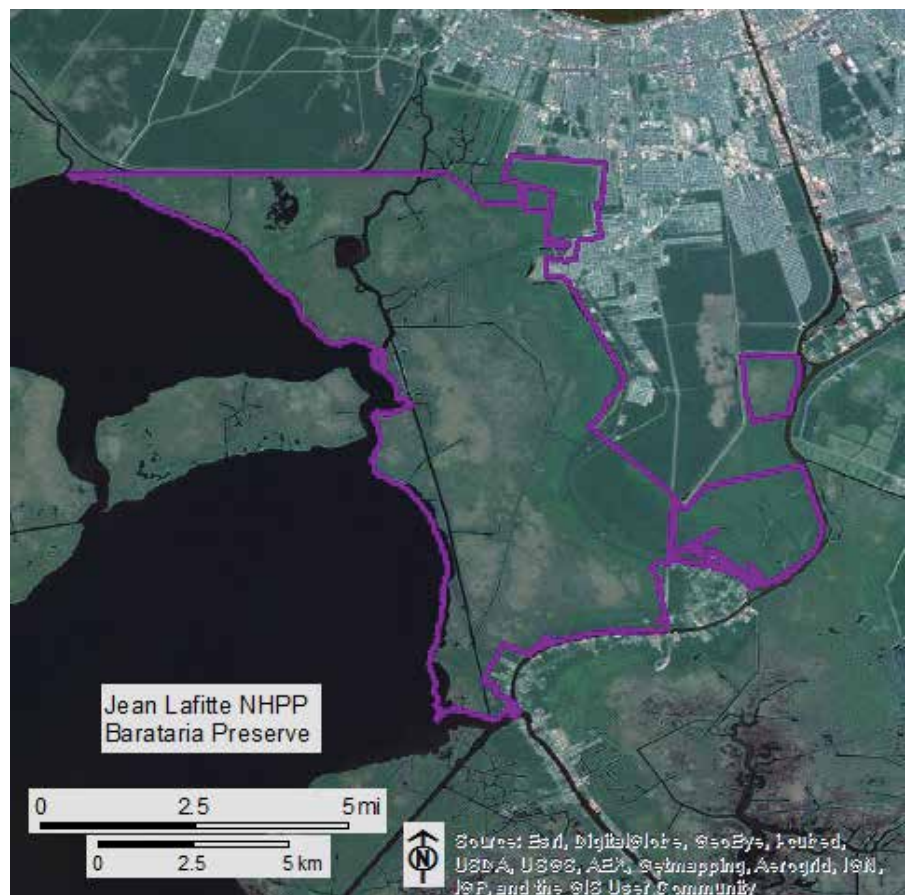 Jean Lafitte NHPP
Barataria Preserve
0 2.5 5 mi
0 2.5 5 km
N
Source: Esri, DigitalGlobe, GeoEye, i-cubed,
USDA, USGS, AEX, Getmapping, Aerogrid, IGN,
IGP, and the GIS User Community